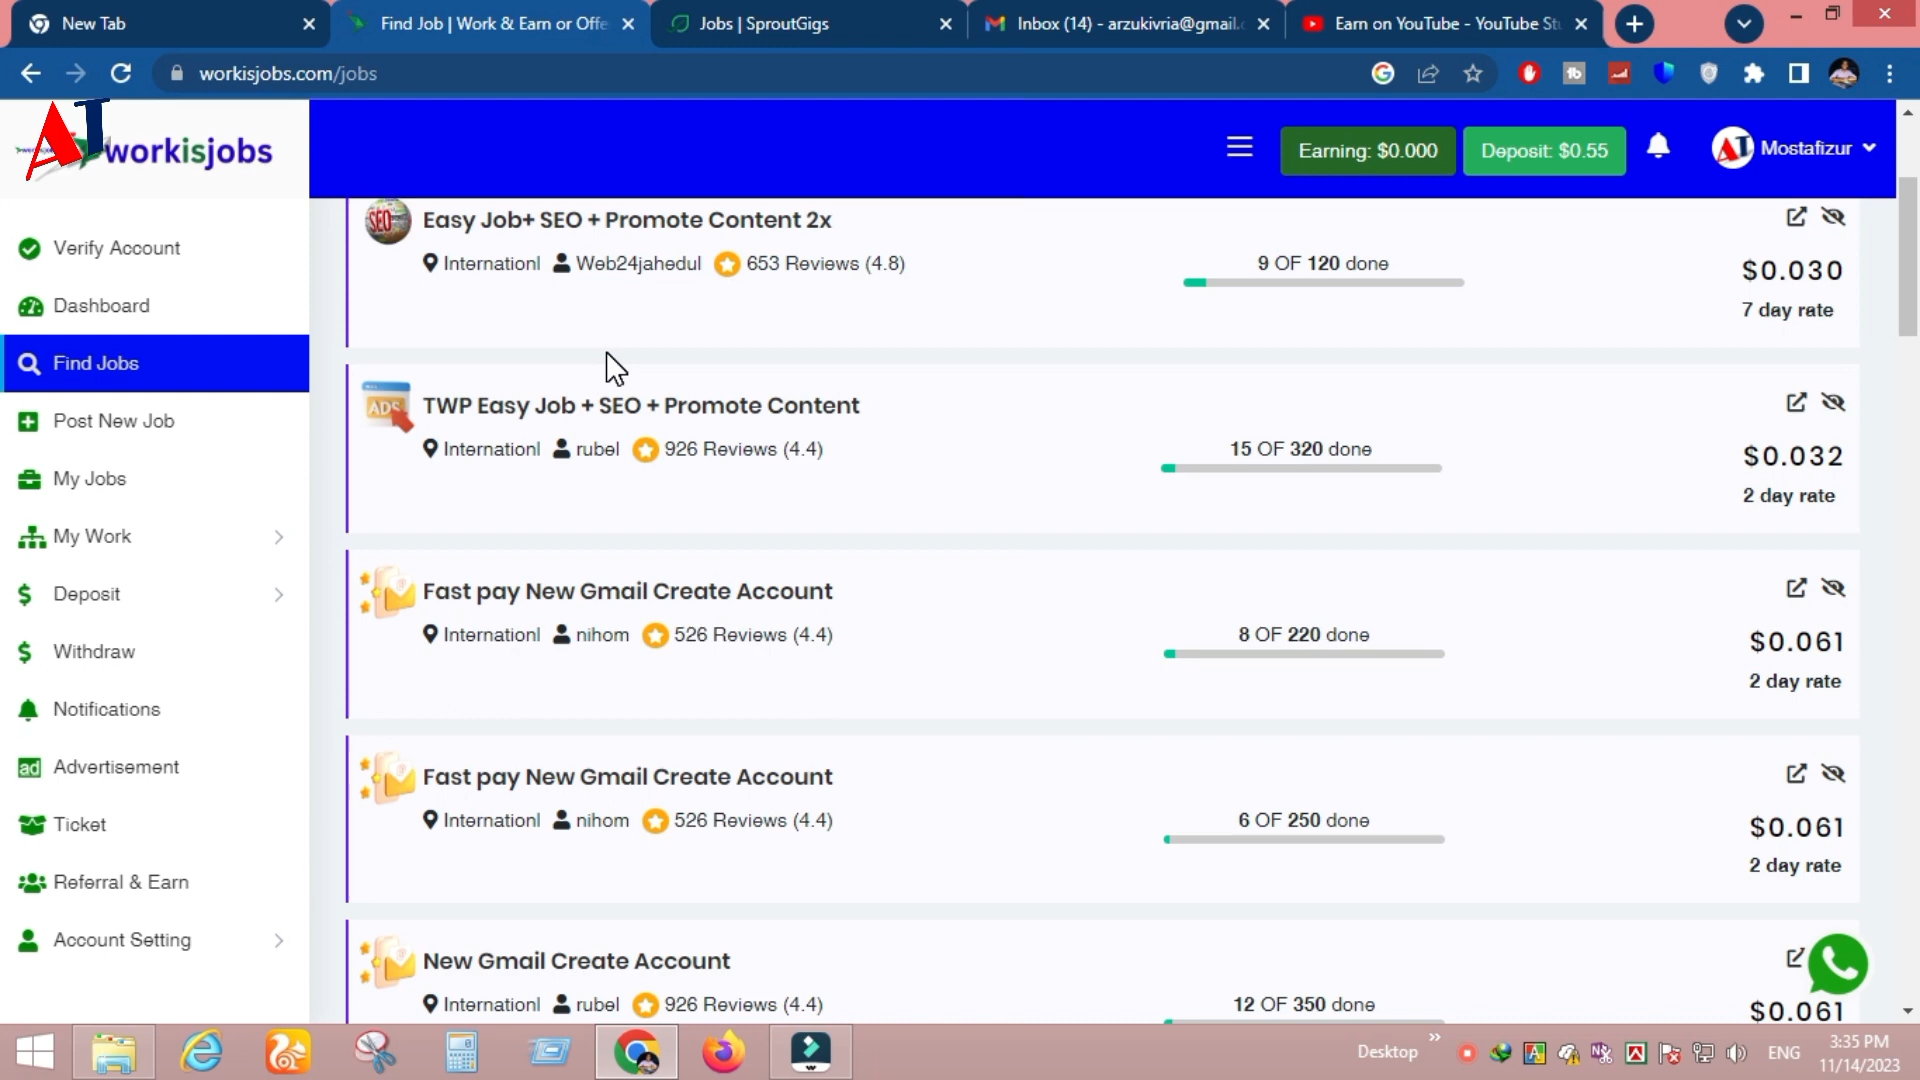 New Tab
Find Job | Work & Earn or Offe
Jobs | SproutGigs
Inbox (14) - arzukivria@gmail.c
Earn on YouTube - YouTube St
workisjobs.com/jobs
AT
workisjobs
Earning: $0.000
Deposit: $0.55
AT
Mostafizur
Verify Account
Dashboard
Find Jobs
Post New Job
My Jobs
My Work
Deposit
Withdraw
Notifications
ad Advertisement
Ticket
Referral & Earn
Account Setting
SEO
Easy Job+ SEO + Promote Content 2x
Internationl Web24jahedul 653 Reviews (4.8)
9 OF 120 done
$0.030
7 day rate
ADS
TWP Easy Job + SEO + Promote Content
Internationl rubel 926 Reviews (4.4)
15 OF 320 done
$0.032
2 day rate
Fast pay New Gmail Create Account
Internationl nihom 526 Reviews (4.4)
8 OF 220 done
$0.061
2 day rate
Fast pay New Gmail Create Account
Internationl nihom 526 Reviews (4.4)
6 OF 250 done
$0.061
2 day rate
New Gmail Create Account
Internationl rubel 926 Reviews (4.4)
12 OF 350 done
$0.061
Desktop
ENG
3:35 PM
11/14/2023